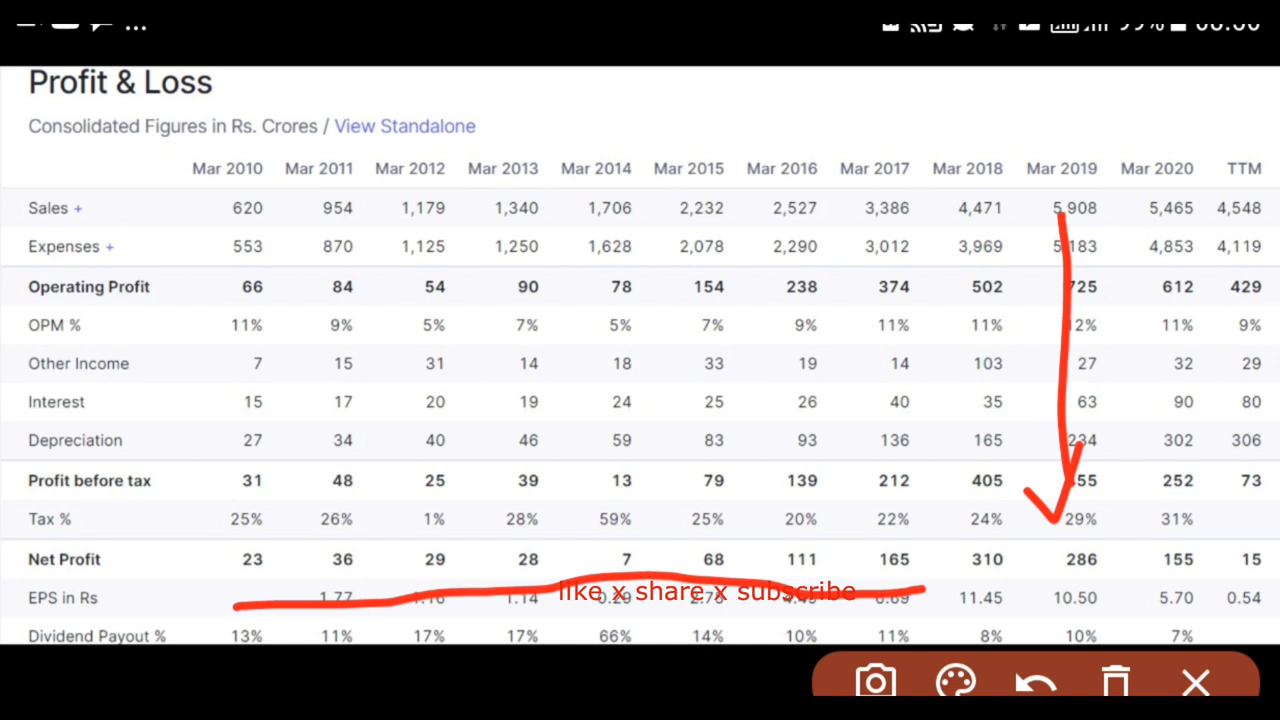 Profit & Loss
Consolidated Figures in Rs. Crores / View Standalone
Mar 2010 Mar 2011 Mar 2012 Mar 2013 Mar 2014 Mar 2015 Mar 2016 Mar 2017 Mar 2018 Mar 2019 Mar 2020 TTM
Sales + 620 954 1,179 1,340 1,706 2,232 2,527 3,386 4,471 5,908 5,465 4,548
Expenses + 553 870 1,125 1,250 1,628 2,078 2,290 3,012 3,969 5,183 4,853 4,119
Operating Profit 66 84 54 90 78 154 238 374 502 725 612 429
OPM % 11% 9% 5% 7% 5% 7% 9% 11% 11% 12% 11% 9%
Other Income 7 15 31 14 18 33 19 14 103 27 32 29
Interest 15 17 20 19 24 25 26 40 35 63 90 80
Depreciation 27 34 40 46 59 83 93 136 165 234 302 306
Profit before tax 31 48 25 39 13 79 139 212 405 252 73
Tax % 25% 26% 1% 28% 59% 25% 20% 22% 24% 29% 31%
Net Profit 23 36 29 28 7 68 111 165 310 286 155 15
like x share x subscribe
EPS in Rs 1.77 1.14 11.45 10.50 5.70 0.54
Dividend Payout % 13% 11% 17% 17% 66% 14% 10% 11% 8% 10% 7%